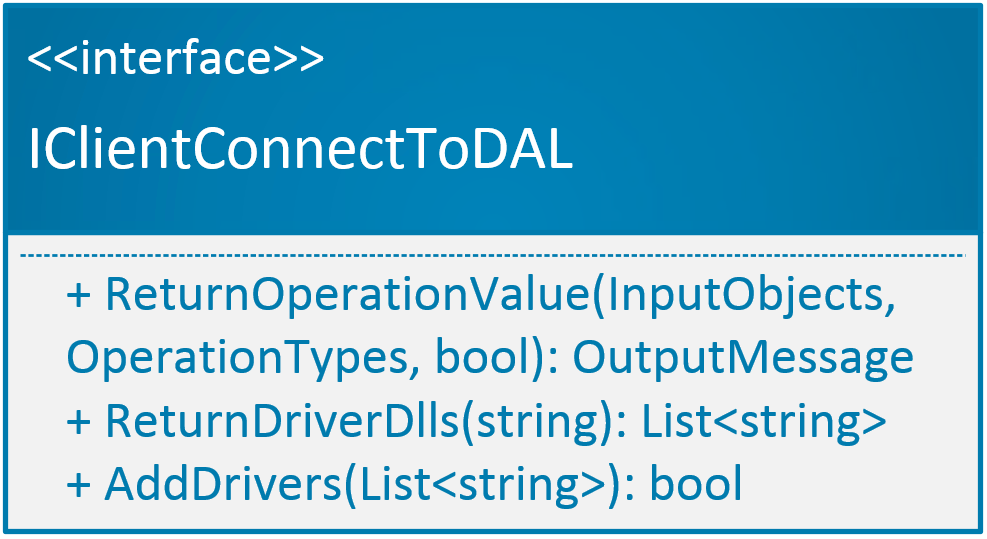 <<interface>>
IClientConnectToDAL
+ ReturnOperationValue(InputObjects,
OperationTypes, bool): OutputMessage
+ ReturnDriverDlls(string): List<string>
+ AddDrivers(List<string>): bool